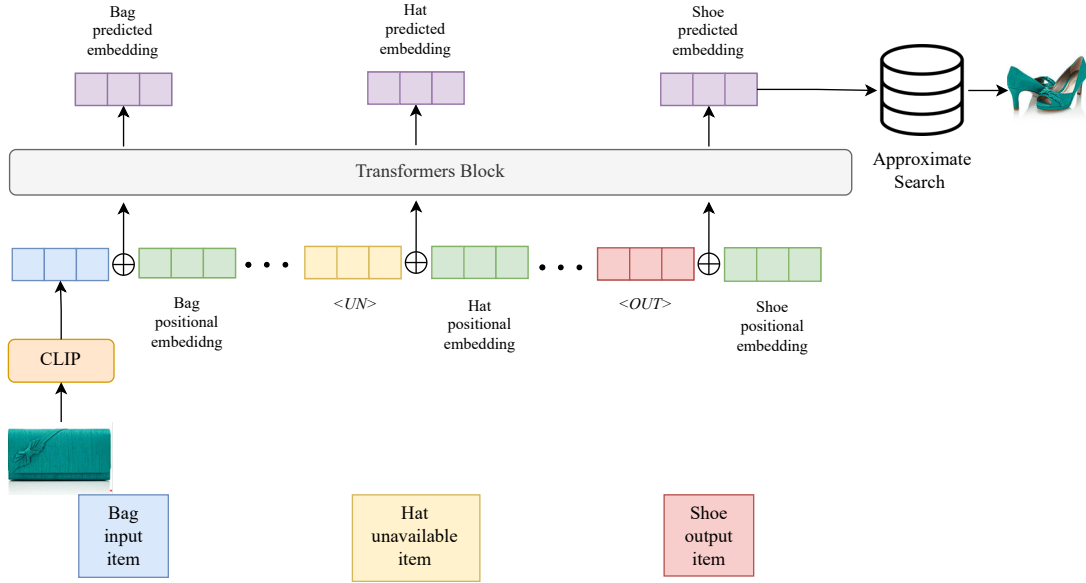 Bag
predicted
embedding
Hat
predicted
embedding
Shoe
predicted
embedding
Transformers Block
Approximate
Search
Bag
positional
embedidng
<UN>
Hat
positional
embedding
<OUT>
Shoe
positional
embedding
CLIP
Bag
input
item
Hat
unavailable
item
Shoe
output
item